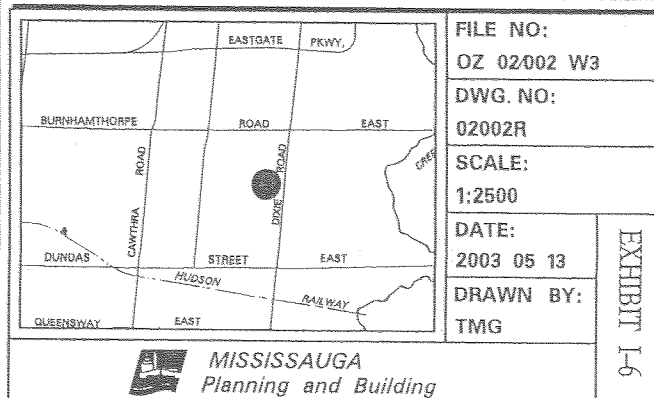 EASTGATE PKWY.
BURNHAMTHORPE ROAD EAST
CAWTHRA ROAD
DIXIE ROAD
DUNDAS STREET EAST
HUDSON RAILWAY
QUEENSWAY EAST
FILE NO:
OZ 02/002 W3
DWG. NO:
02002R
SCALE:
1:2500
DATE:
2003 05 13
DRAWN BY:
TMG
EXHIBIT I-6
MISSISSAUGA
Planning and Building